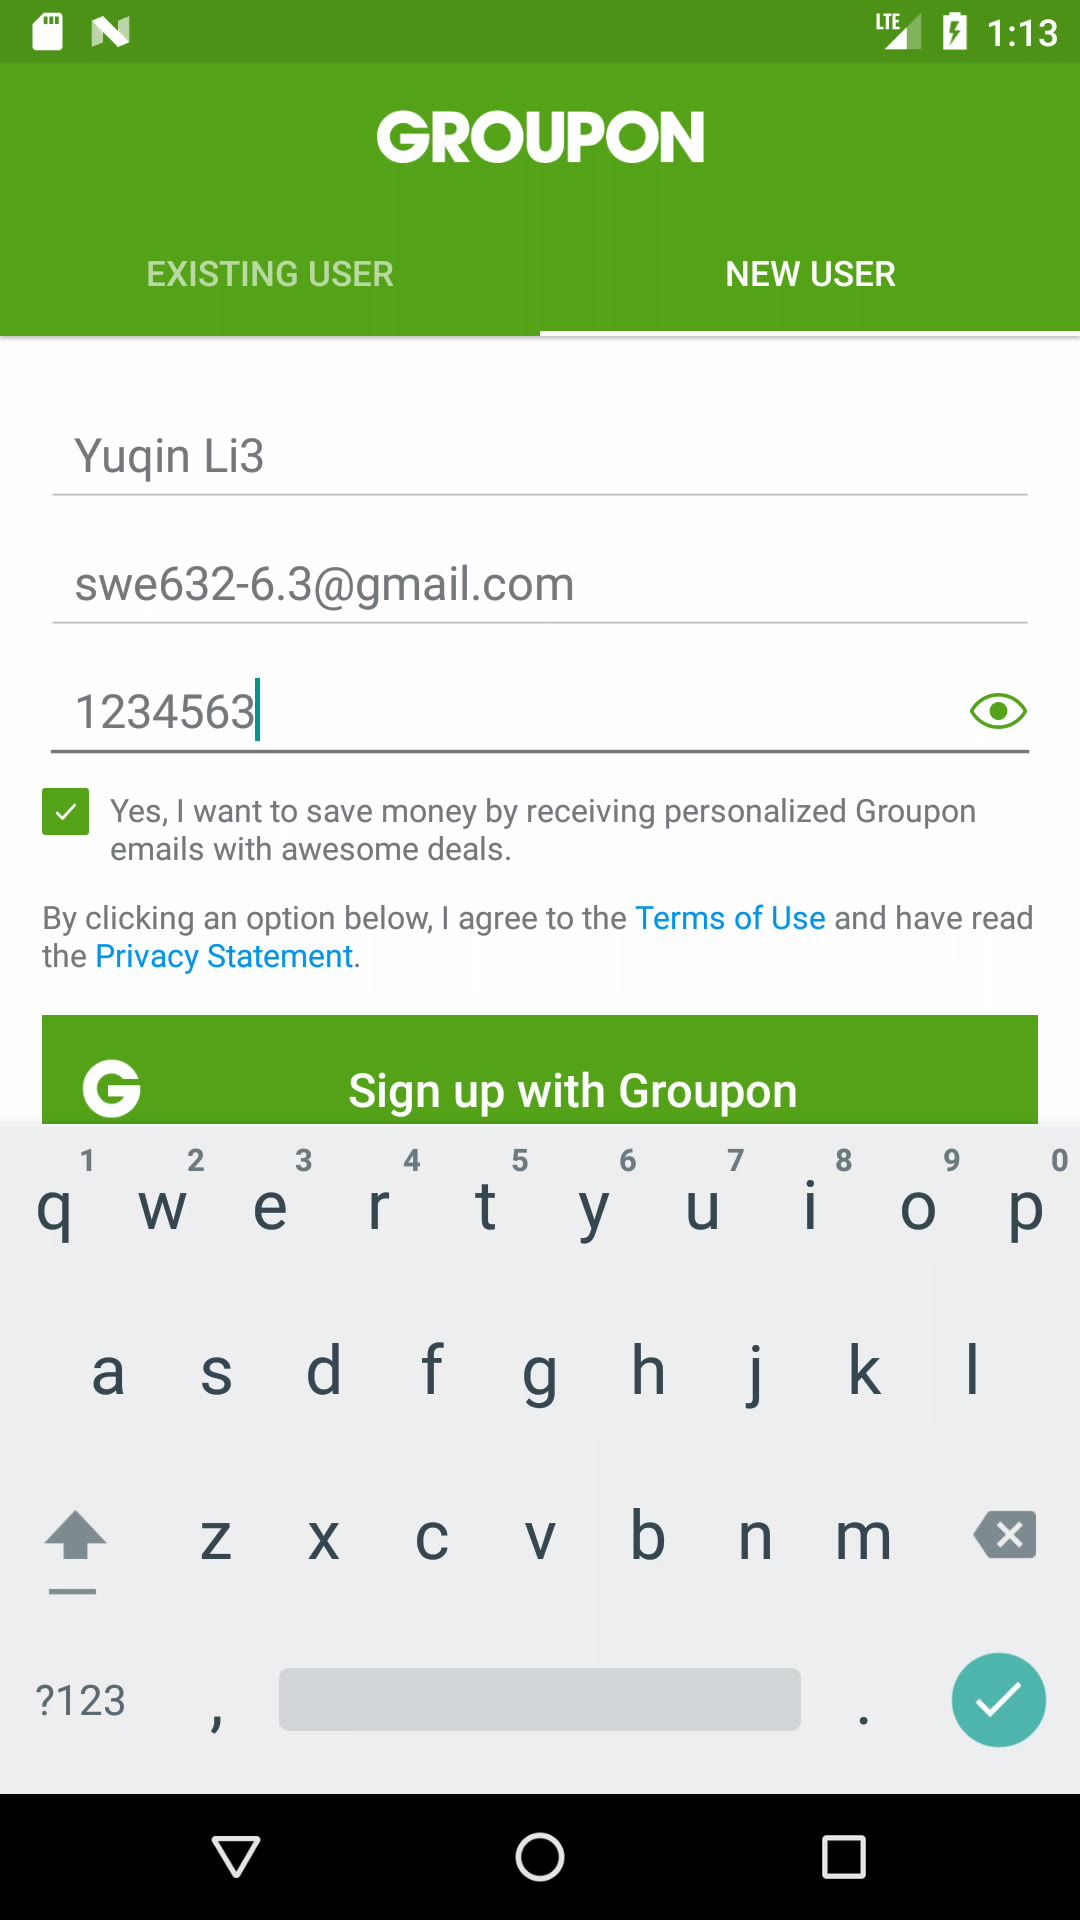 LTE 1:13
GROUPON
EXISTING USER NEW USER
Yuqin Li3
swe632-6.3@gmail.com
1234563
Yes, I want to save money by receiving personalized Groupon
emails with awesome deals.
By clicking an option below, I agree to the Terms of Use and have read
the Privacy Statement.
G Sign up with Groupon
1 2 3 4 5 6 7 8 9 0
q w e r t y u i o p
a s d f g h j k l
z x c v b n m
?123 , .